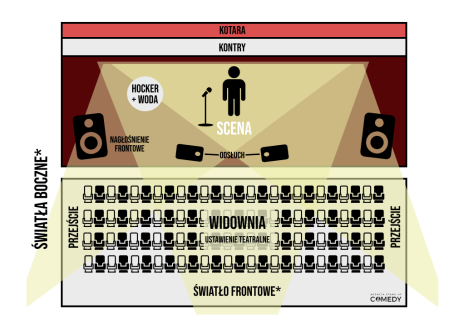 KOTARA
KONTRY
HOCKER
+ WODA
SCENA
NAGŁOŚNIENIE
FRONTOWE
ODSŁUCH
ŚWIATŁA BOCZNE*
PRZEJŚCIE
WIDOWNIA
USTAWIENIE TEATRALNE
PRZEJŚCIE
ŚWIATŁO FRONTOWE*
COMEDY